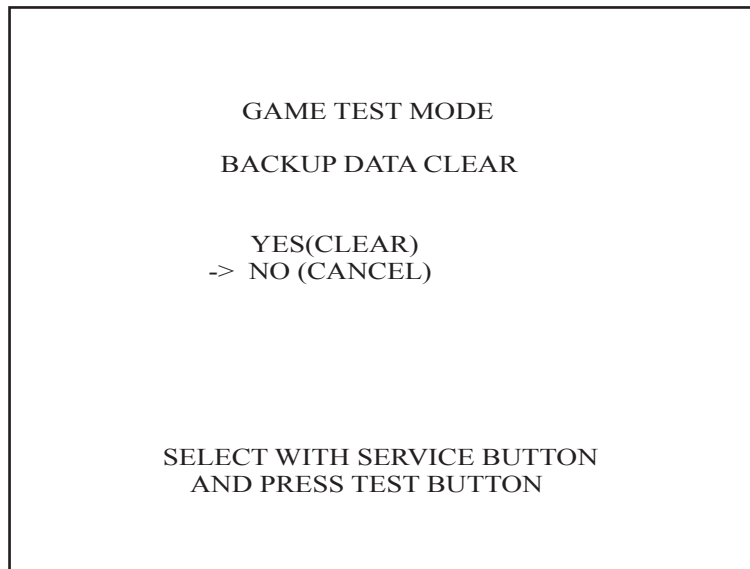 GAME TEST MODE
BACKUP DATA CLEAR
YES(CLEAR)
-> NO (CANCEL)
SELECT WITH SERVICE BUTTON
AND PRESS TEST BUTTON